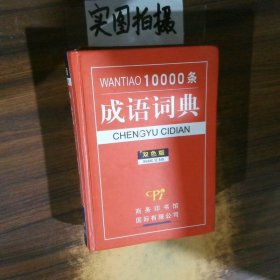 实图拍摄
WANTIAO 10000条
成语词典
CHENGYU CIDIAN
双色版
商务印书馆
国际有限公司